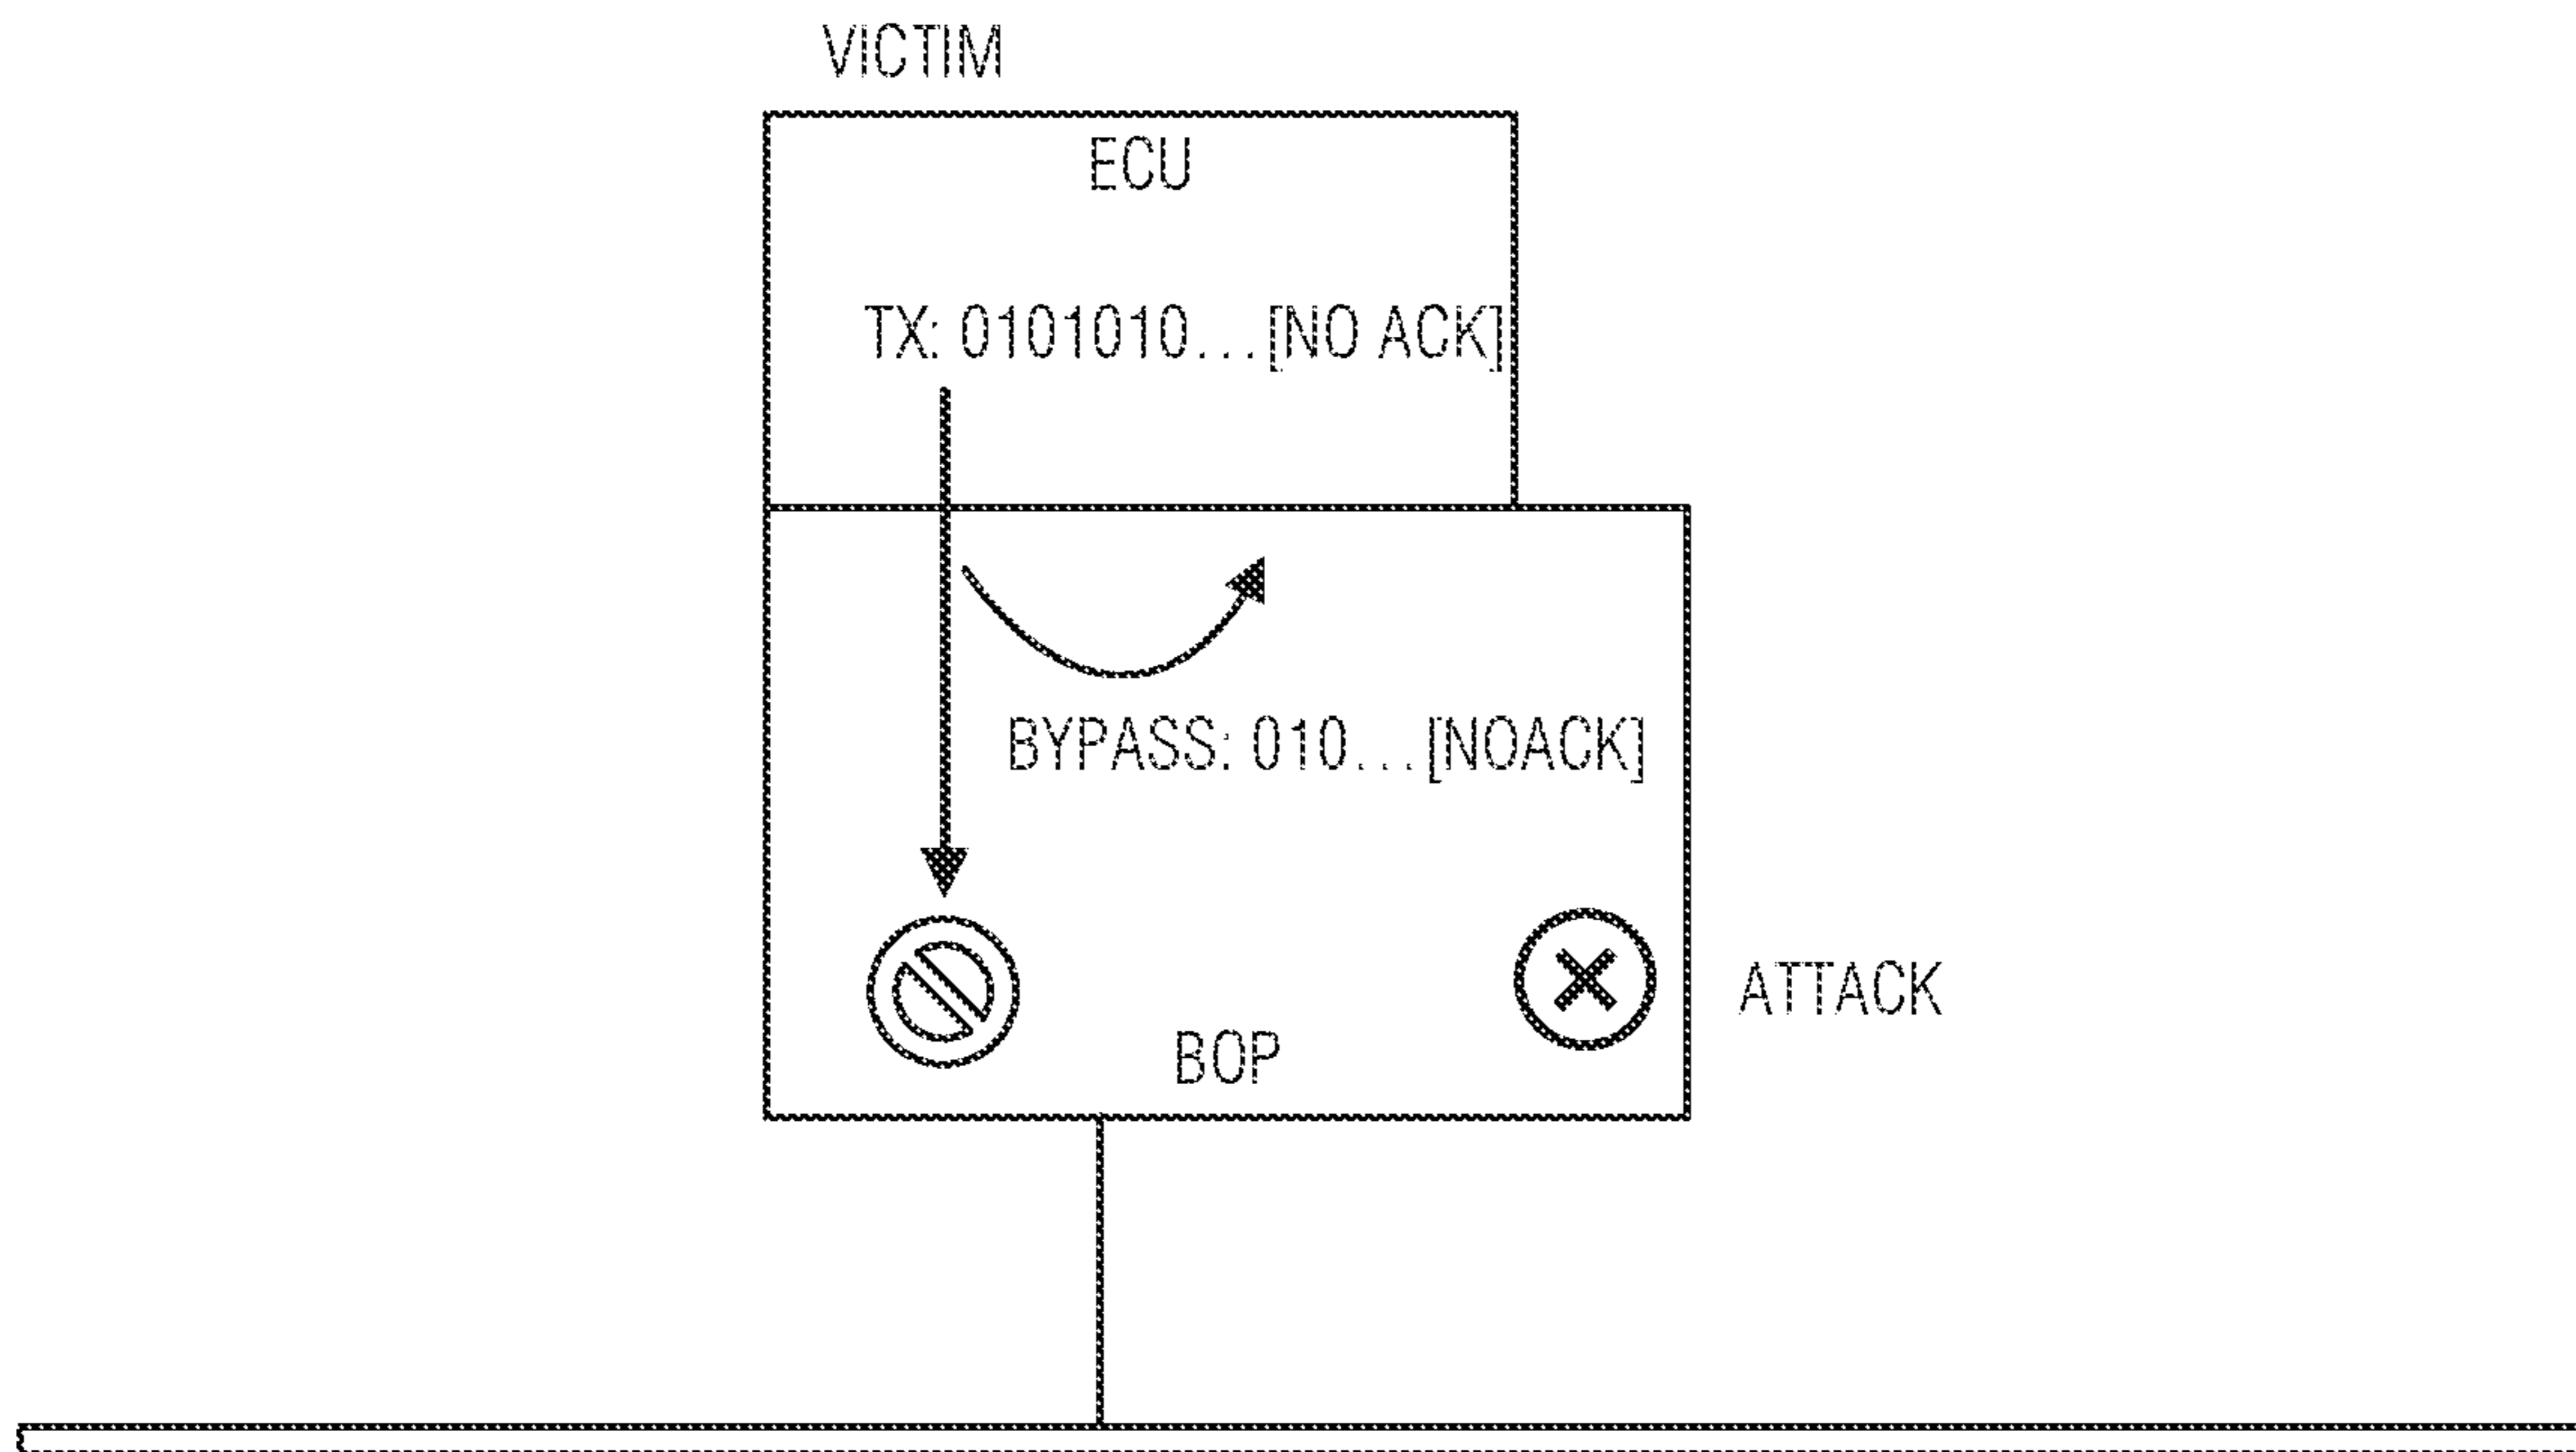 VICTIM
ECU
TX: 0101010...[NO ACK]
BYPASS: 010...[NOACK]
ATTACK
BOP